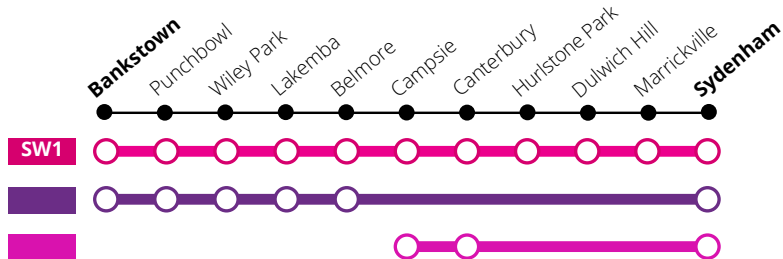 Bankstown
Punchbowl
Wiley Park
Lakemba
Belmore
Campsie
Canterbury
Hurlstone Park
Dulwich Hill
Marrickville
Sydenham
SW1